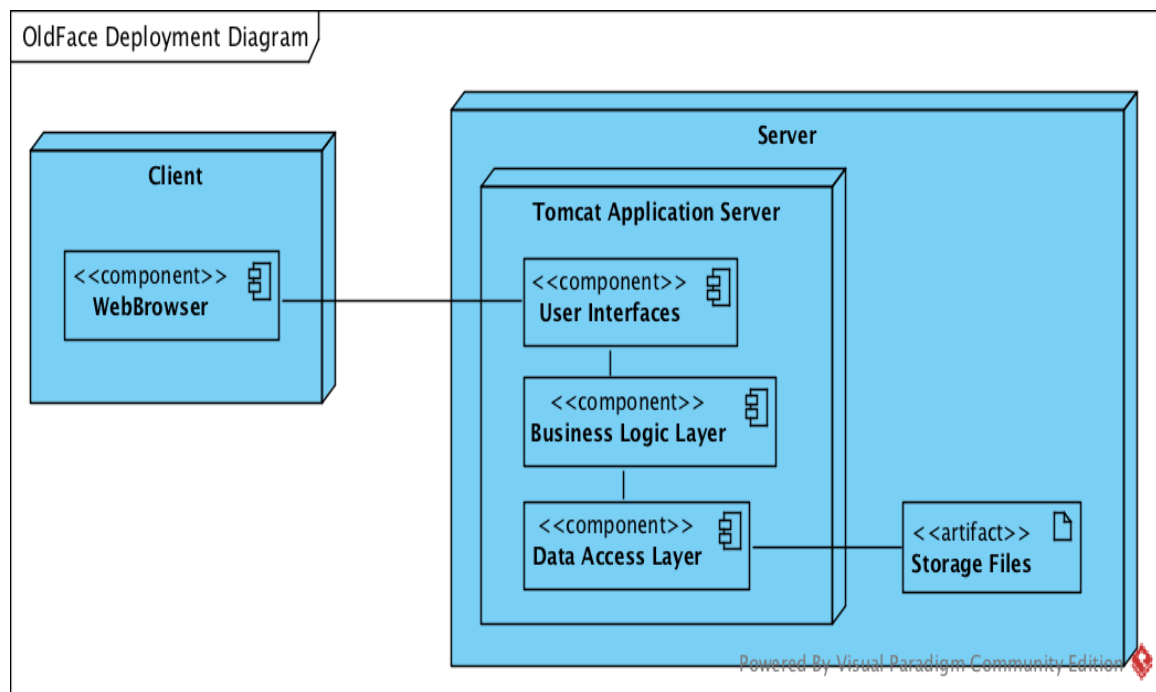 OldFace Deployment Diagram
Client
<<component>>
WebBrowser
Server
Tomcat Application Server
<<component>>
User Interfaces
<<component>>
Business Logic Layer
<<component>>
Data Access Layer
<<artifact>>
Storage Files
Powered By Visual Paradigm Community Edition